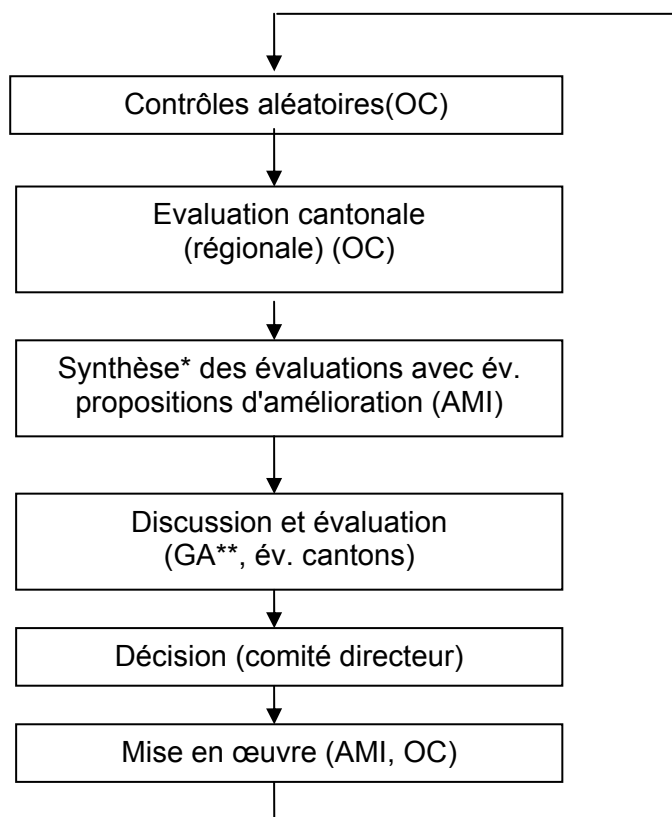 Contrôles aléatoires(OC)
Evaluation cantonale
(régionale) (OC)
Synthèse* des évaluations avec év.
propositions d'amélioration (AMI)
Discussion et évaluation
(GA**, év. cantons)
Décision (comité directeur)
Mise en œuvre (AMI, OC)